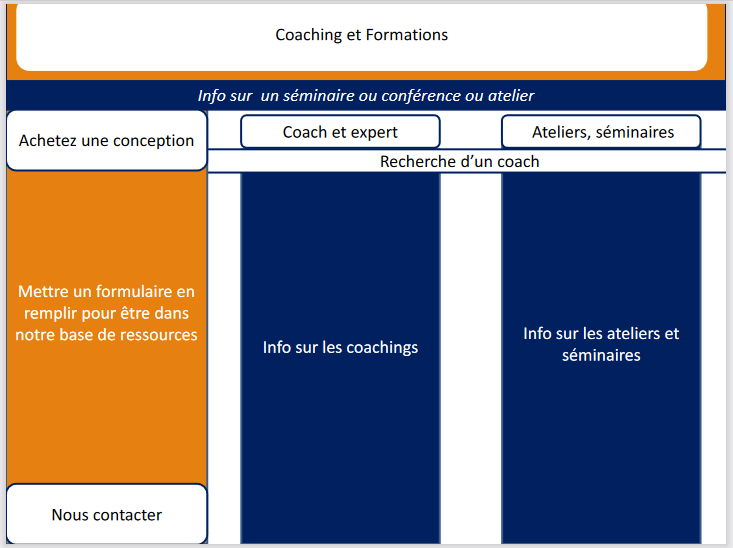 Coaching et Formations
Info sur un séminaire ou conférence ou atelier
Achetez une conception
Coach et expert
Ateliers, séminaires
Recherche d’un coach
Mettre un formulaire en
remplir pour être dans
notre base de ressources
Info sur les coachings
Info sur les ateliers et
séminaires
Nous contacter